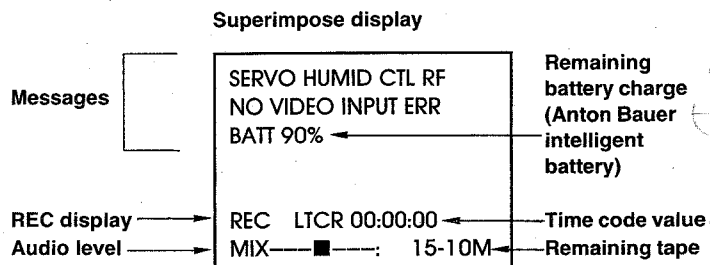 Superimpose display
Messages
SERVO HUMID CTL RF
NO VIDEO INPUT ERR
BATT 90%
Remaining
battery charge
(Anton Bauer
intelligent
battery)
REC display
REC LTCR 00:00:00
Time code value
Audio level
MIX–––■–––: 15-10M
Remaining tape